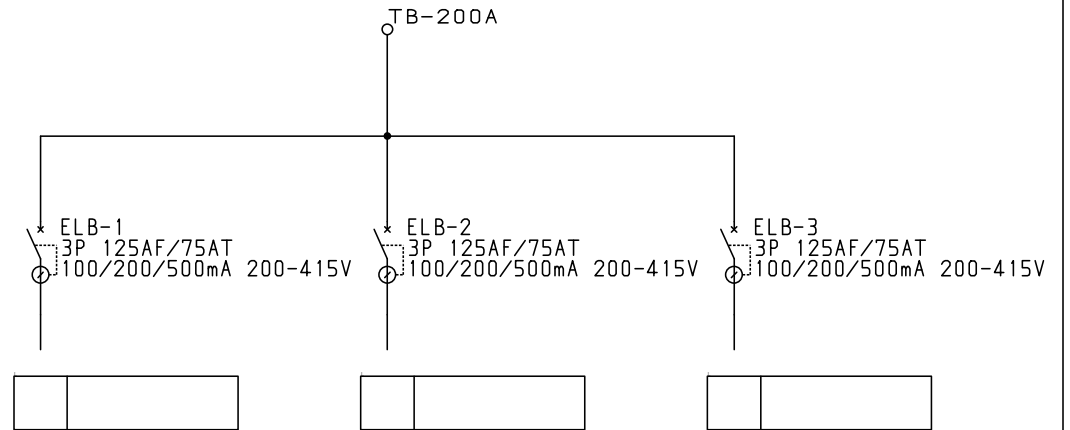 TB-200A
ELB-1
3P 125AF/75AT
100/200/500mA 200-415V
ELB-2
3P 125AF/75AT
100/200/500mA 200-415V
ELB-3
3P 125AF/75AT
100/200/500mA 200-415V